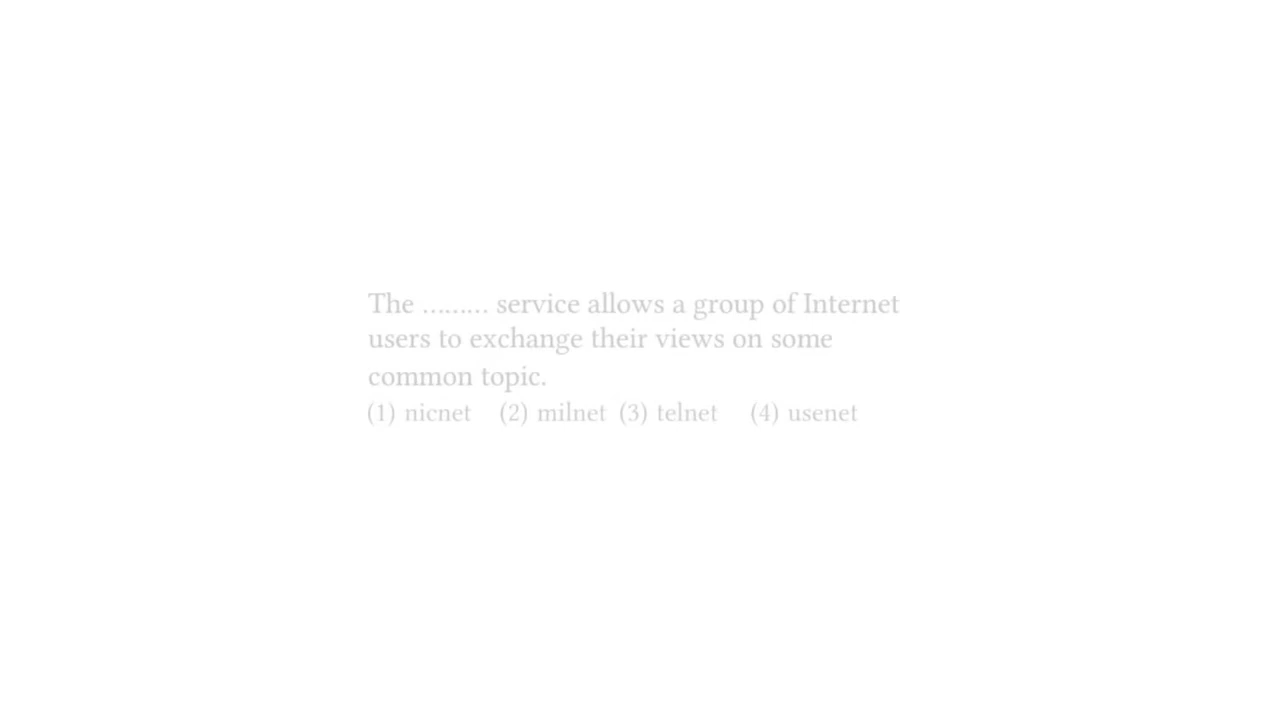 The ......... service allows a group of Internet
users to exchange their views on some
common topic.
(1) nicnet (2) milnet (3) telnet (4) usenet